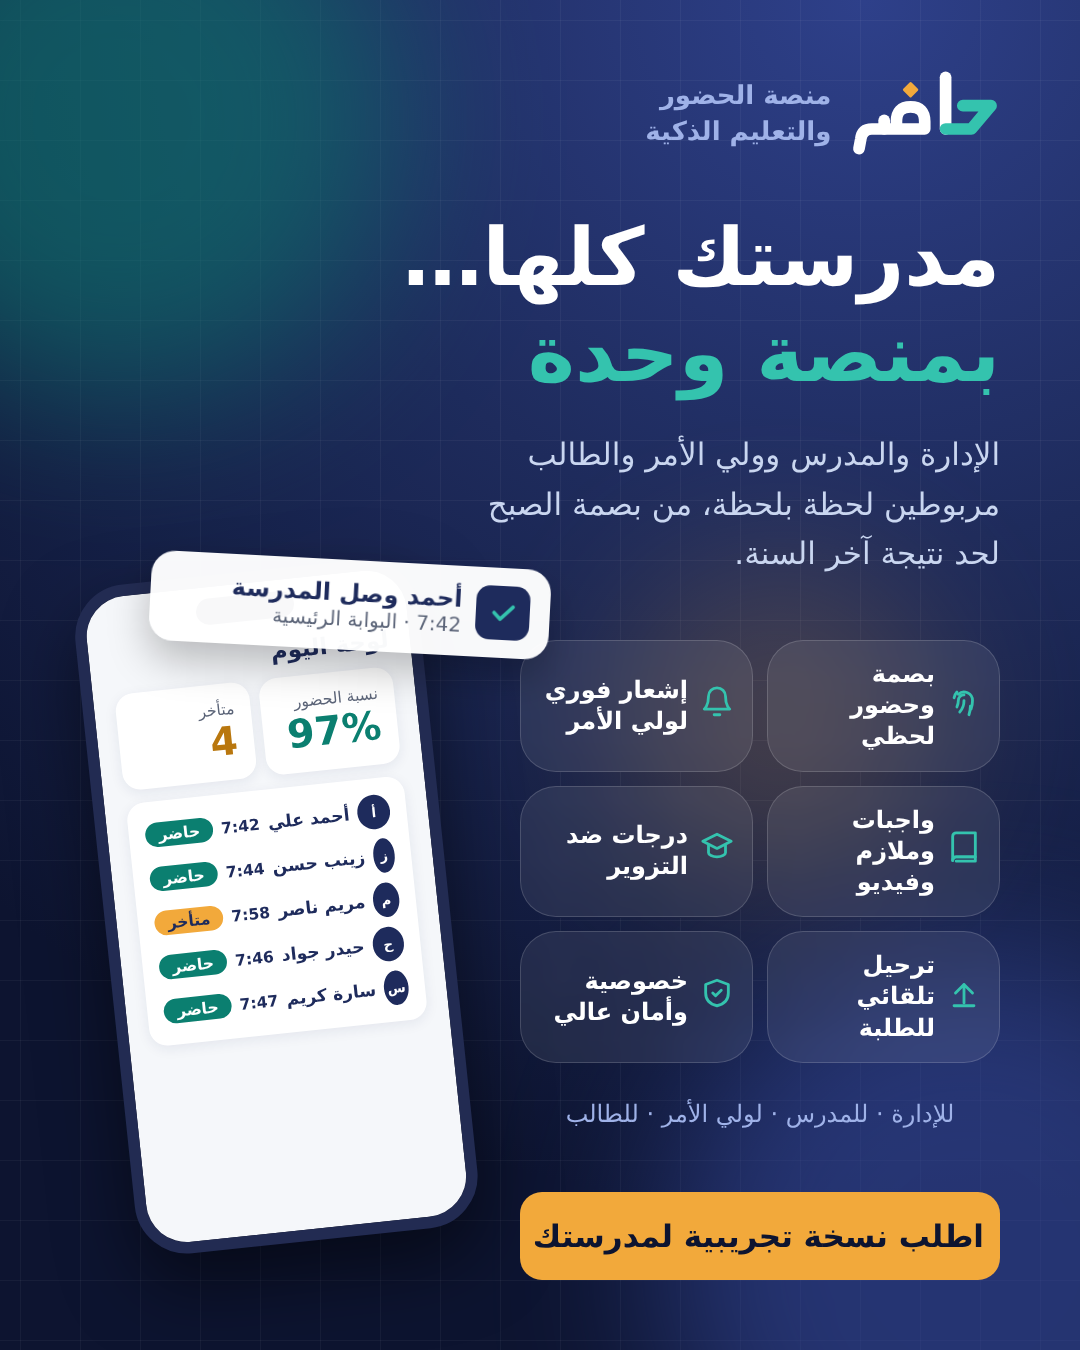 حاضر
منصة الحضور
والتعليم الذكية
مدرستك كلها...
بمنصة وحدة
الإدارة والمدرس وولي الأمر والطالب
مربوطين لحظة بلحظة، من بصمة الصبح
لحد نتيجة آخر السنة.
أحمد وصل المدرسة
7:42 · البوابة الرئيسية
لوحة اليوم
نسبة الحضور
97%
متأخر
4
أ أحمد علي 7:42 حاضر
ز زينب حسن 7:44 حاضر
م مريم ناصر 7:58 متأخر
ح حيدر جواد 7:46 حاضر
س سارة كريم 7:47 حاضر
بصمة
وحضور
لحظي
إشعار فوري
لولي الأمر
واجبات
وملازم
وفيديو
درجات ضد
التزوير
ترحيل
تلقائي
للطلبة
خصوصية
وأمان عالي
للإدارة · للمدرس · لولي الأمر · للطالب
اطلب نسخة تجريبية لمدرستك